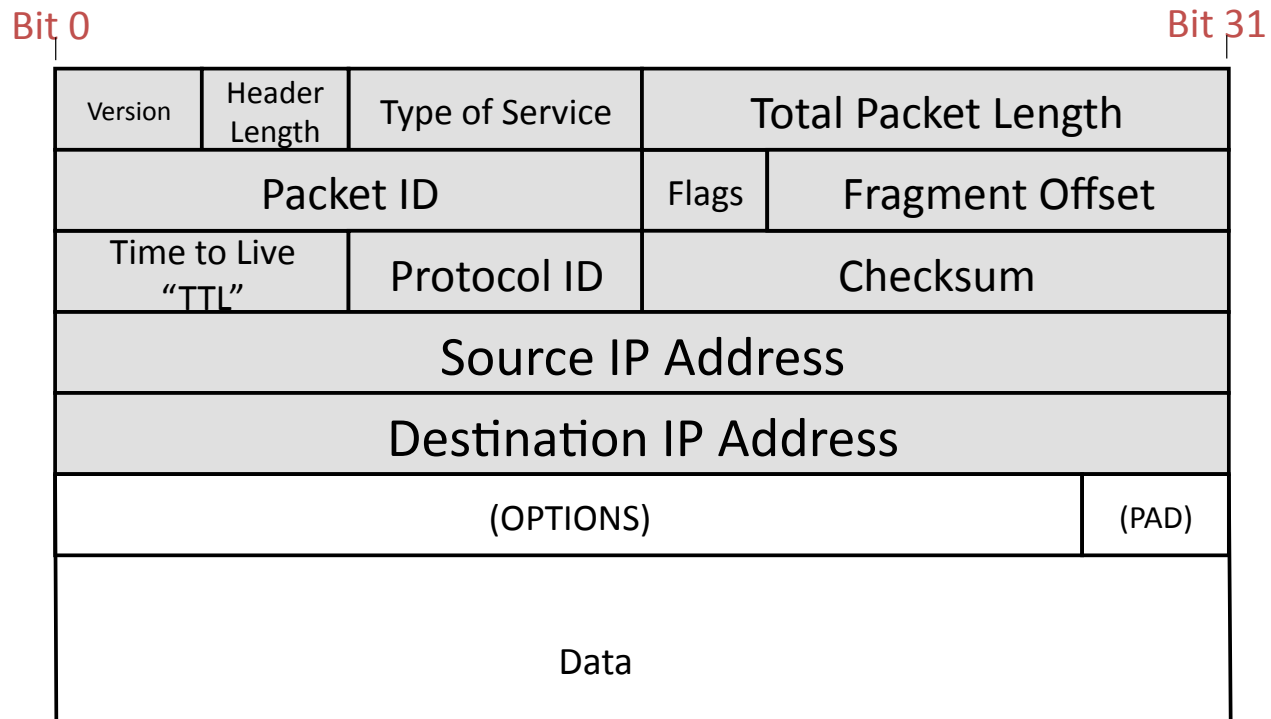 Bit 0
Bit 31
Version
Header
Length
Type of Service
Total Packet Length
Packet ID
Flags
Fragment Offset
Time to Live
“TTL”
Protocol ID
Checksum
Source IP Address
Destination IP Address
(OPTIONS)
(PAD)
Data